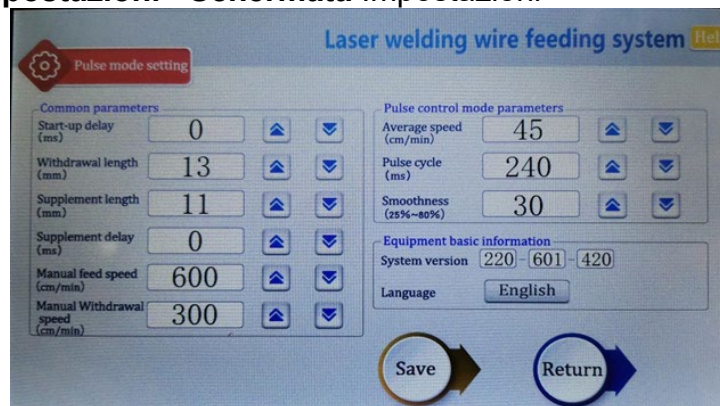 Laser welding wire feeding system Hel
Pulse mode setting
Common parameters
Start-up delay
(ms)
0
Withdrawal length
(mm)
13
Supplement length
(mm)
11
Supplement delay
(ms)
0
Manual feed speed
(cm/min)
600
Manual Withdrawal
speed
(cm/min)
300
Pulse control mode parameters
Average speed
(cm/min)
45
Pulse cycle
(ms)
240
Smoothness
(25%~80%)
30
Equipment basic information
System version 220-601-420
Language English
Save
Return